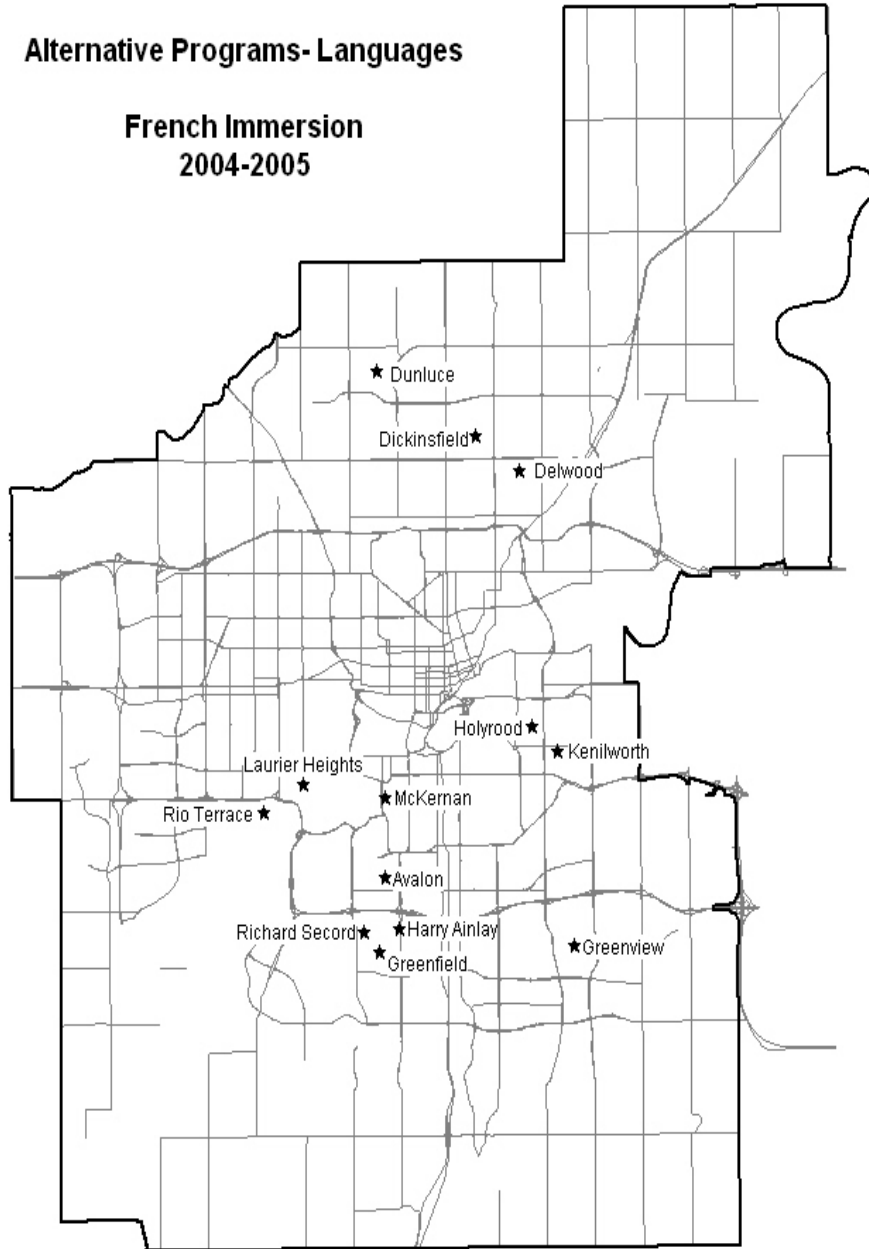 Alternative Programs- Languages
French Immersion
2004-2005
Dunluce
Dickinsfield
Delwood
Holyrood
Kenilworth
Laurier Heights
McKernan
Rio Terrace
Avalon
Harry Ainlay
Richard Secord
Greenview
Greenfield